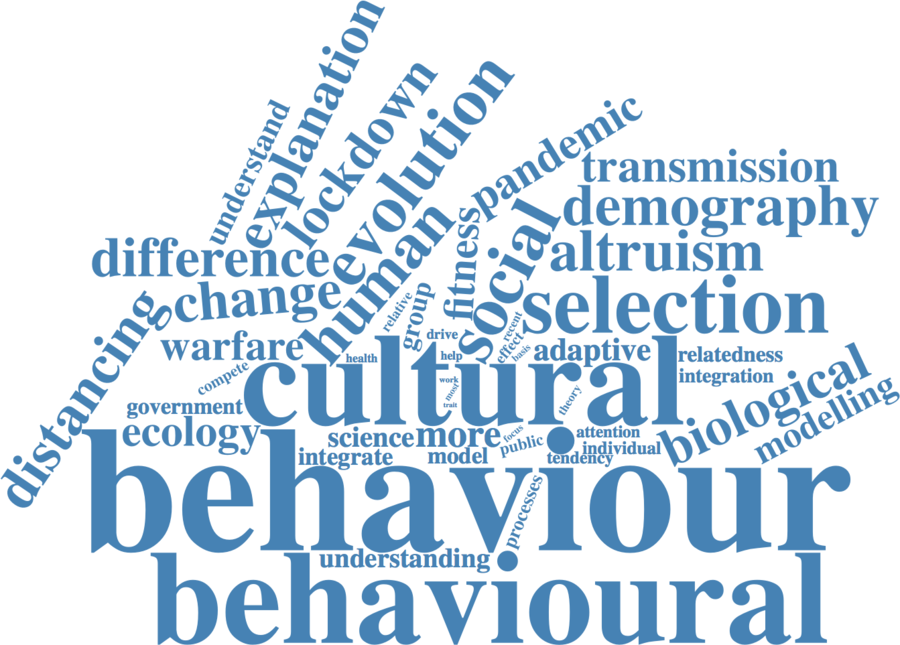 understand
explanation
lockdown
evolution
pandemic
transmission
demography
difference
human
fitness
social
altruism
change
relative
group
selection
distancing
warfare
drive
recent
effect
basis
adaptive
relatedness
health
help
compete
cultural
work
most
trait
theory
integration
biological
modelling
government
ecology
science
more
focus
public
attention
individual
integrate
model
tendency
behaviour
processes
understanding
behavioural